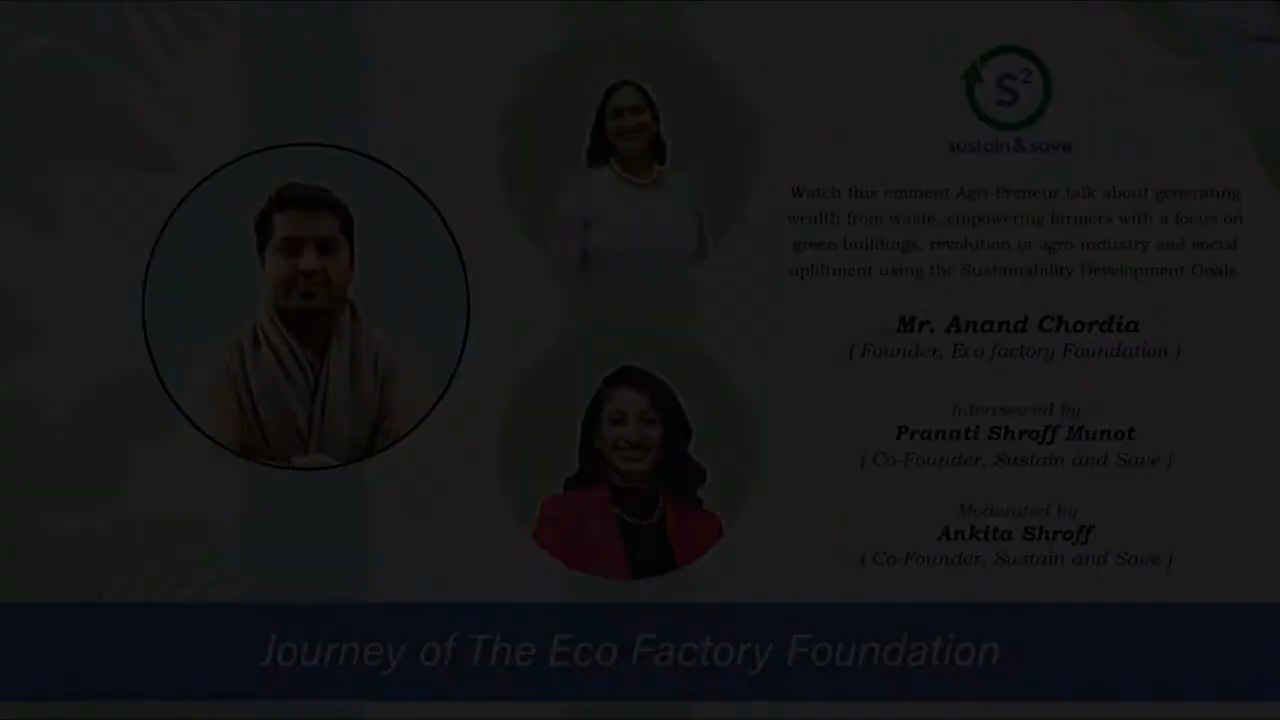 S²
sustain & save
Watch this eminent Agri-Preneur talk about generating
wealth from waste, empowering farmers with a focus on
green buildings, revolution in agro industry and social
upliftment using the Sustainability Development Goals.
Mr. Anand Chordia
( Founder, Eco factory Foundation )
Interviewed by
Pranati Shroff Munot
( Co-Founder, Sustain and Save )
Moderated by
Ankita Shroff
( Co-Founder, Sustain and Save )
Journey of The Eco Factory Foundation